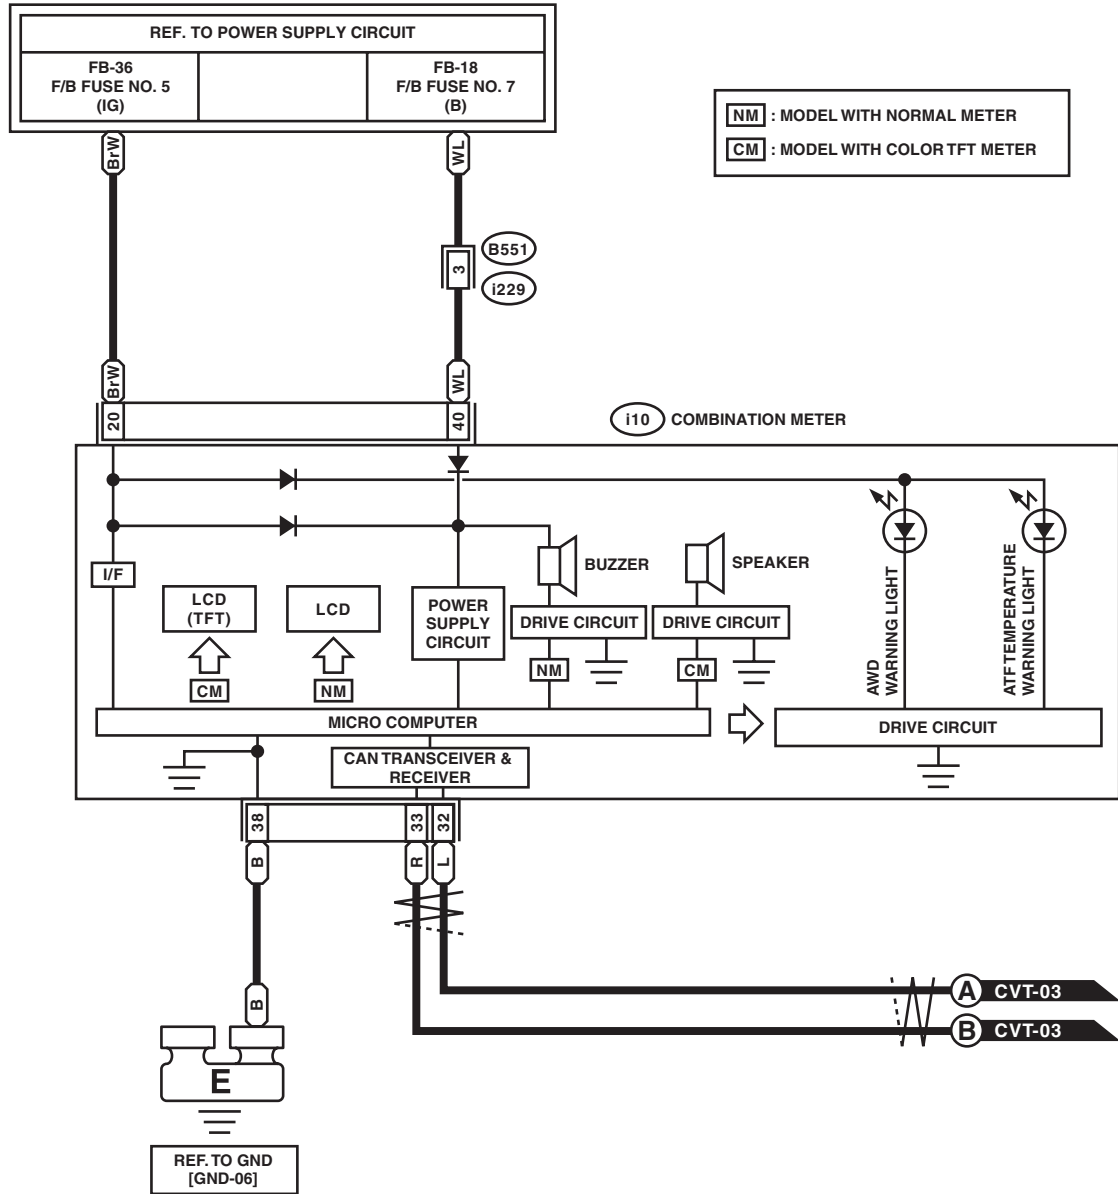 REF. TO POWER SUPPLY CIRCUIT
FB-36
F/B FUSE NO. 5
(IG)
FB-18
F/B FUSE NO. 7
(B)
NM : MODEL WITH NORMAL METER
CM : MODEL WITH COLOR TFT METER
BrW
WL
B551
3
i229
BrW
WL
20
40
i10 COMBINATION METER
I/F
LCD
(TFT)
CM
LCD
NM
POWER
SUPPLY
CIRCUIT
BUZZER
DRIVE CIRCUIT
NM
SPEAKER
DRIVE CIRCUIT
CM
AWD
WARNING LIGHT
ATF TEMPERATURE
WARNING LIGHT
MICRO COMPUTER
DRIVE CIRCUIT
CAN TRANSCEIVER &
RECEIVER
38
33
32
B
R
L
B
A CVT-03
B CVT-03
E
REF. TO GND
[GND-06]